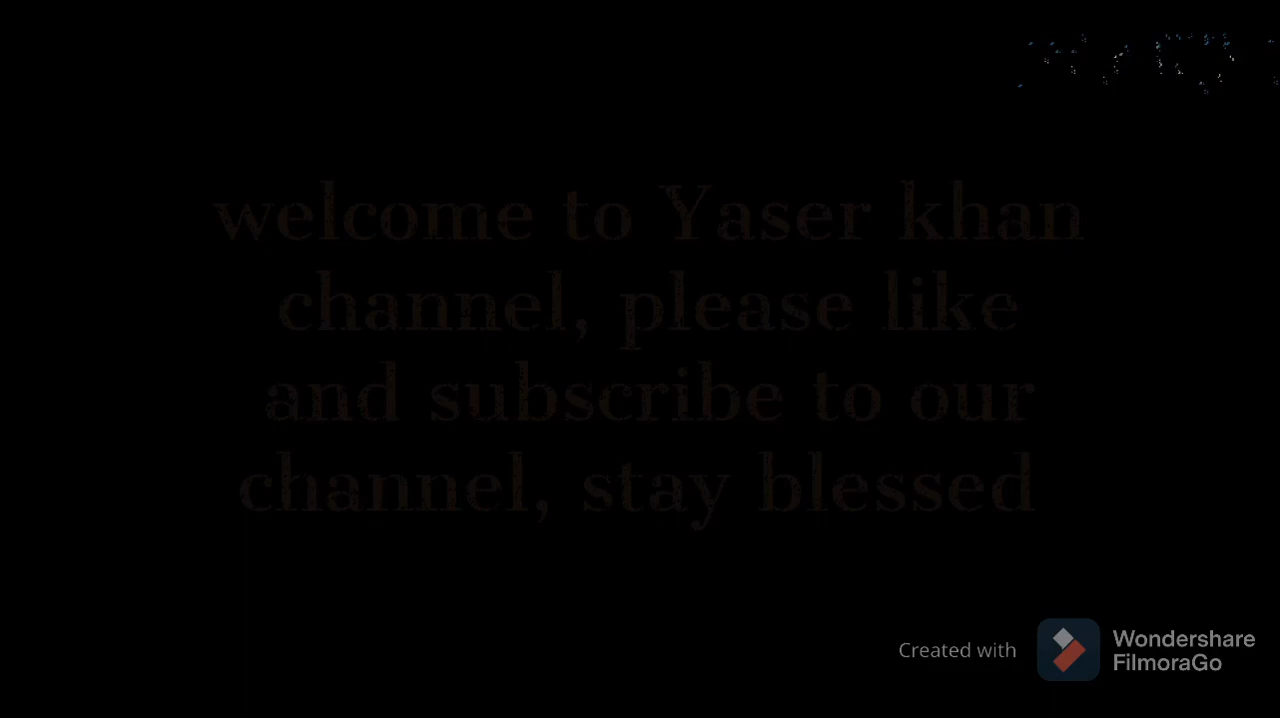 welcome to Yaser khan
channel, please like
and subscribe to our
channel, stay blessed
Created with
Wondershare
FilmoraGo